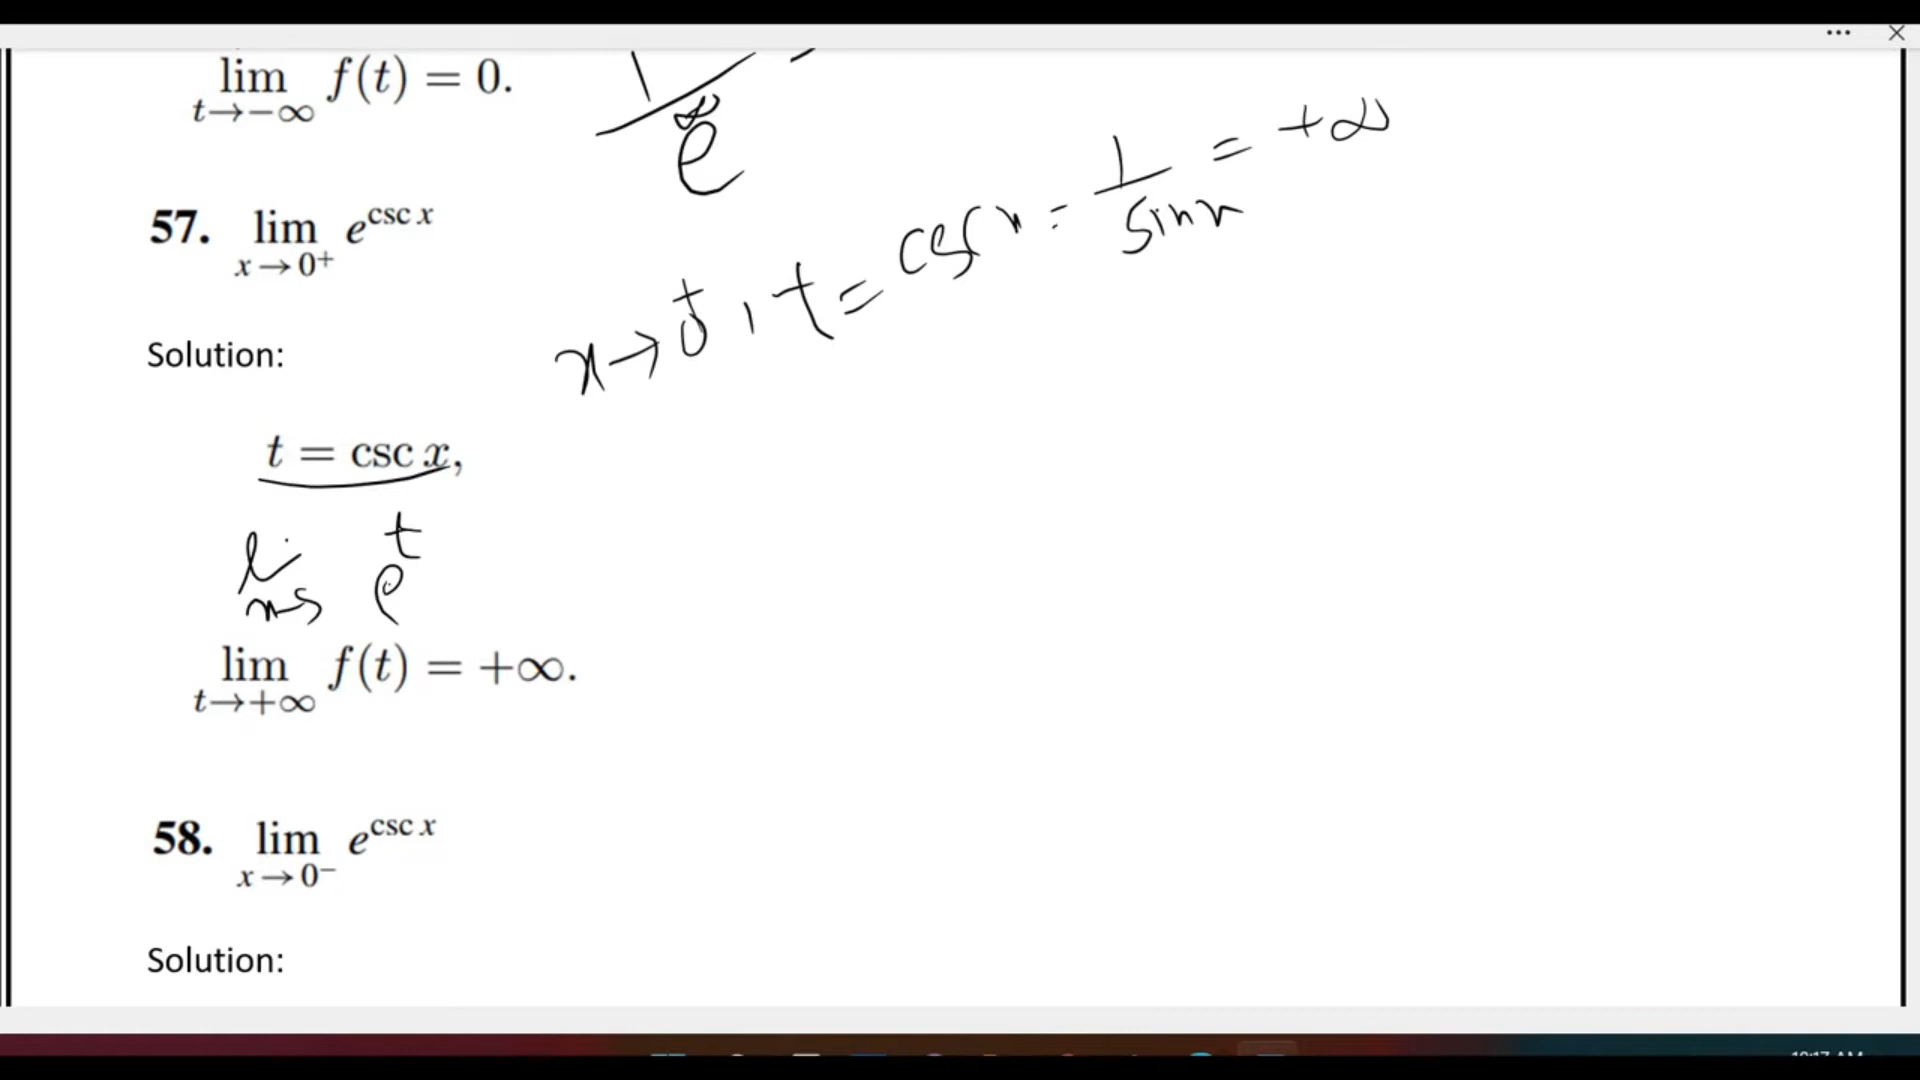 lim f(t) = 0.
t→−∞
1
e^∞
57. lim e^csc x
x→0⁺
x→0⁺, t = csc x = 1/sin x = +∞
Solution:
t = csc x,
t
e
lim f(t) = +∞.
t→+∞
58. lim e^csc x
x→0⁻
Solution: